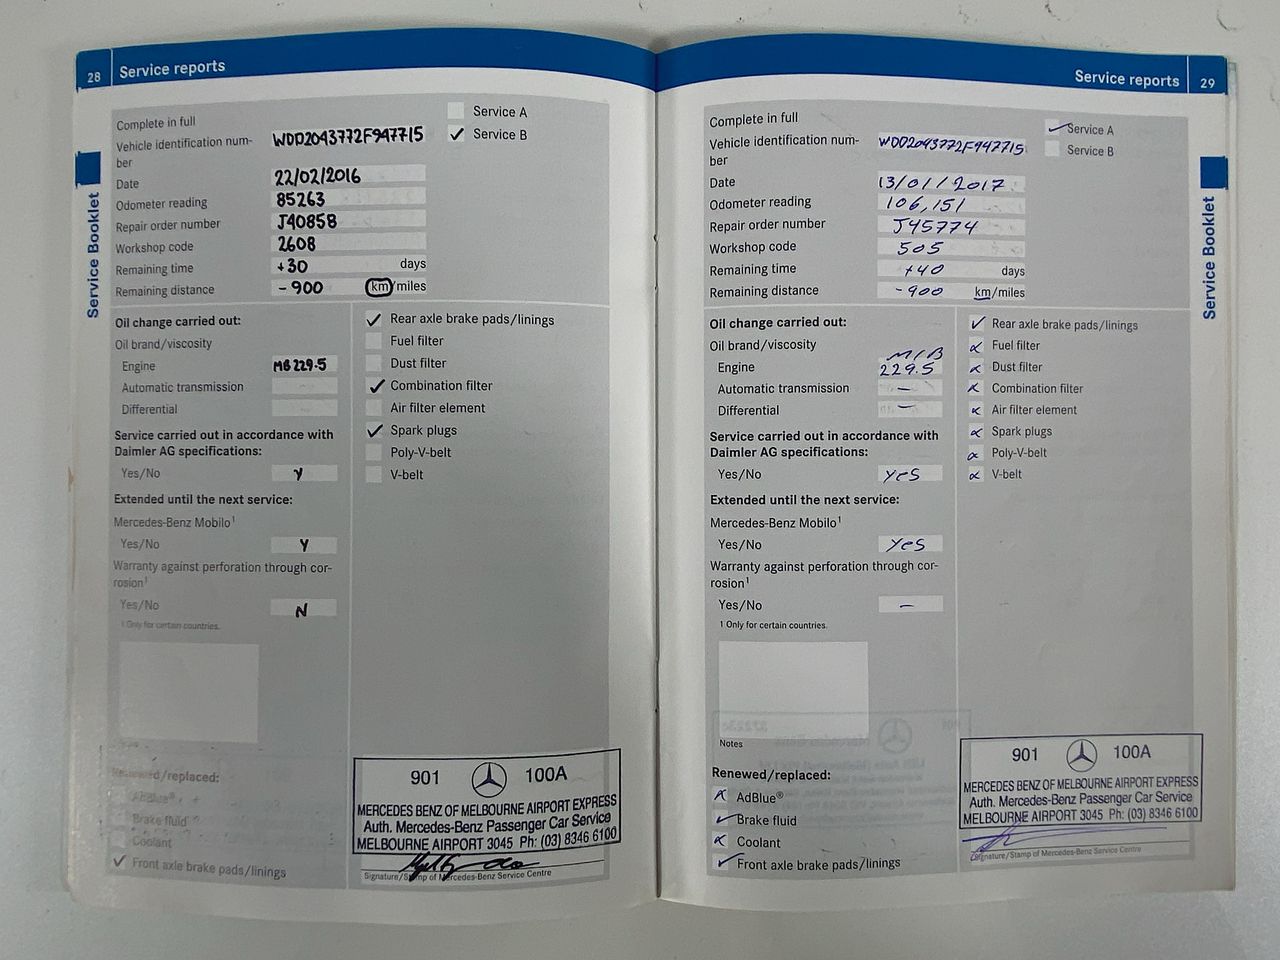 28 Service reports
Complete in full
Service A
Vehicle identification num-
ber
WDD2043772F947715
✓ Service B
Date 22/02/2016
Odometer reading 85263
Repair order number J40858
Workshop code 2608
Remaining time +30 days
Remaining distance -900 km/miles
Oil change carried out:
Oil brand/viscosity
Engine MB 229.5
Automatic transmission
Differential
Service carried out in accordance with
Daimler AG specifications:
Yes/No Y
Extended until the next service:
Mercedes-Benz Mobilo¹
Yes/No Y
Warranty against perforation through cor-
rosion¹
Yes/No N
¹ Only for certain countries.
Renewed/replaced:
AdBlue®
Brake fluid
Coolant
✓ Front axle brake pads/linings
✓ Rear axle brake pads/linings
Fuel filter
Dust filter
✓ Combination filter
Air filter element
✓ Spark plugs
Poly-V-belt
V-belt
901 100A
MERCEDES BENZ OF MELBOURNE AIRPORT EXPRESS
Auth. Mercedes-Benz Passenger Car Service
MELBOURNE AIRPORT 3045 Ph: (03) 8346 6100
Signature/Stamp of Mercedes-Benz Service Centre
Service Booklet
Service reports 29
Complete in full
✓ Service A
Vehicle identification num-
ber
WDD2043772F947715
Service B
Date 13/01/2017
Odometer reading 106,151
Repair order number J45774
Workshop code 505
Remaining time +40 days
Remaining distance -900 km/miles
Oil change carried out:
Oil brand/viscosity
M/B
Engine 229.5
Automatic transmission —
Differential —
Service carried out in accordance with
Daimler AG specifications:
Yes/No yes
Extended until the next service:
Mercedes-Benz Mobilo¹
Yes/No yes
Warranty against perforation through cor-
rosion¹
Yes/No —
¹ Only for certain countries.
Notes
Renewed/replaced:
AdBlue®
✓ Brake fluid
Coolant
✓ Front axle brake pads/linings
✓ Rear axle brake pads/linings
Fuel filter
Dust filter
Combination filter
Air filter element
Spark plugs
Poly-V-belt
V-belt
901 100A
MERCEDES BENZ OF MELBOURNE AIRPORT EXPRESS
Auth. Mercedes-Benz Passenger Car Service
MELBOURNE AIRPORT 3045 Ph: (03) 8346 6100
Signature/Stamp of Mercedes-Benz Service Centre
Service Booklet